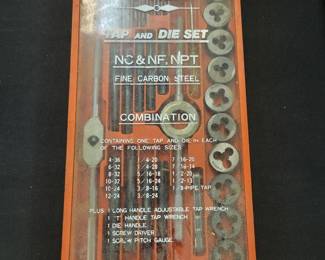 TAP AND DIE SET
NC & NF, NPT
FINE CARBON STEEL
COMBINATION
CONTAINING ONE TAP AND DIE IN EACH
OF THE FOLLOWING SIZES
4-36 1/4-20 7/16-20
6-32 1/4-28 7/16-14
8-32 5/16-18 1/2-20
10-32 5/16-24 1/2-13
10-24 3/8-16 1/8-PIPE TAP
12-24 3/8-24
PLUS 1 LONG HANDLE ADJUSTABLE TAP WRENCH
1 "T" HANDLE TAP WRENCH
1 DIE HANDLE
1 SCREW DRIVER
1 SCREW PITCH GAUGE